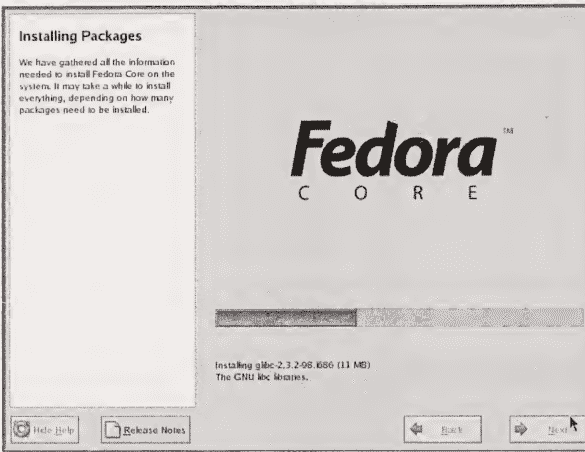 Installing Packages
We have gathered all the information
needed to install Fedora Core on the
system. It may take a while to install
everything, depending on how many
packages need to be installed.
Fedora™
CORE
Installing glibc-2.3.2-98.i686 (11 MB)
The GNU libc libraries.
Hide Help
Release Notes
Back
Next